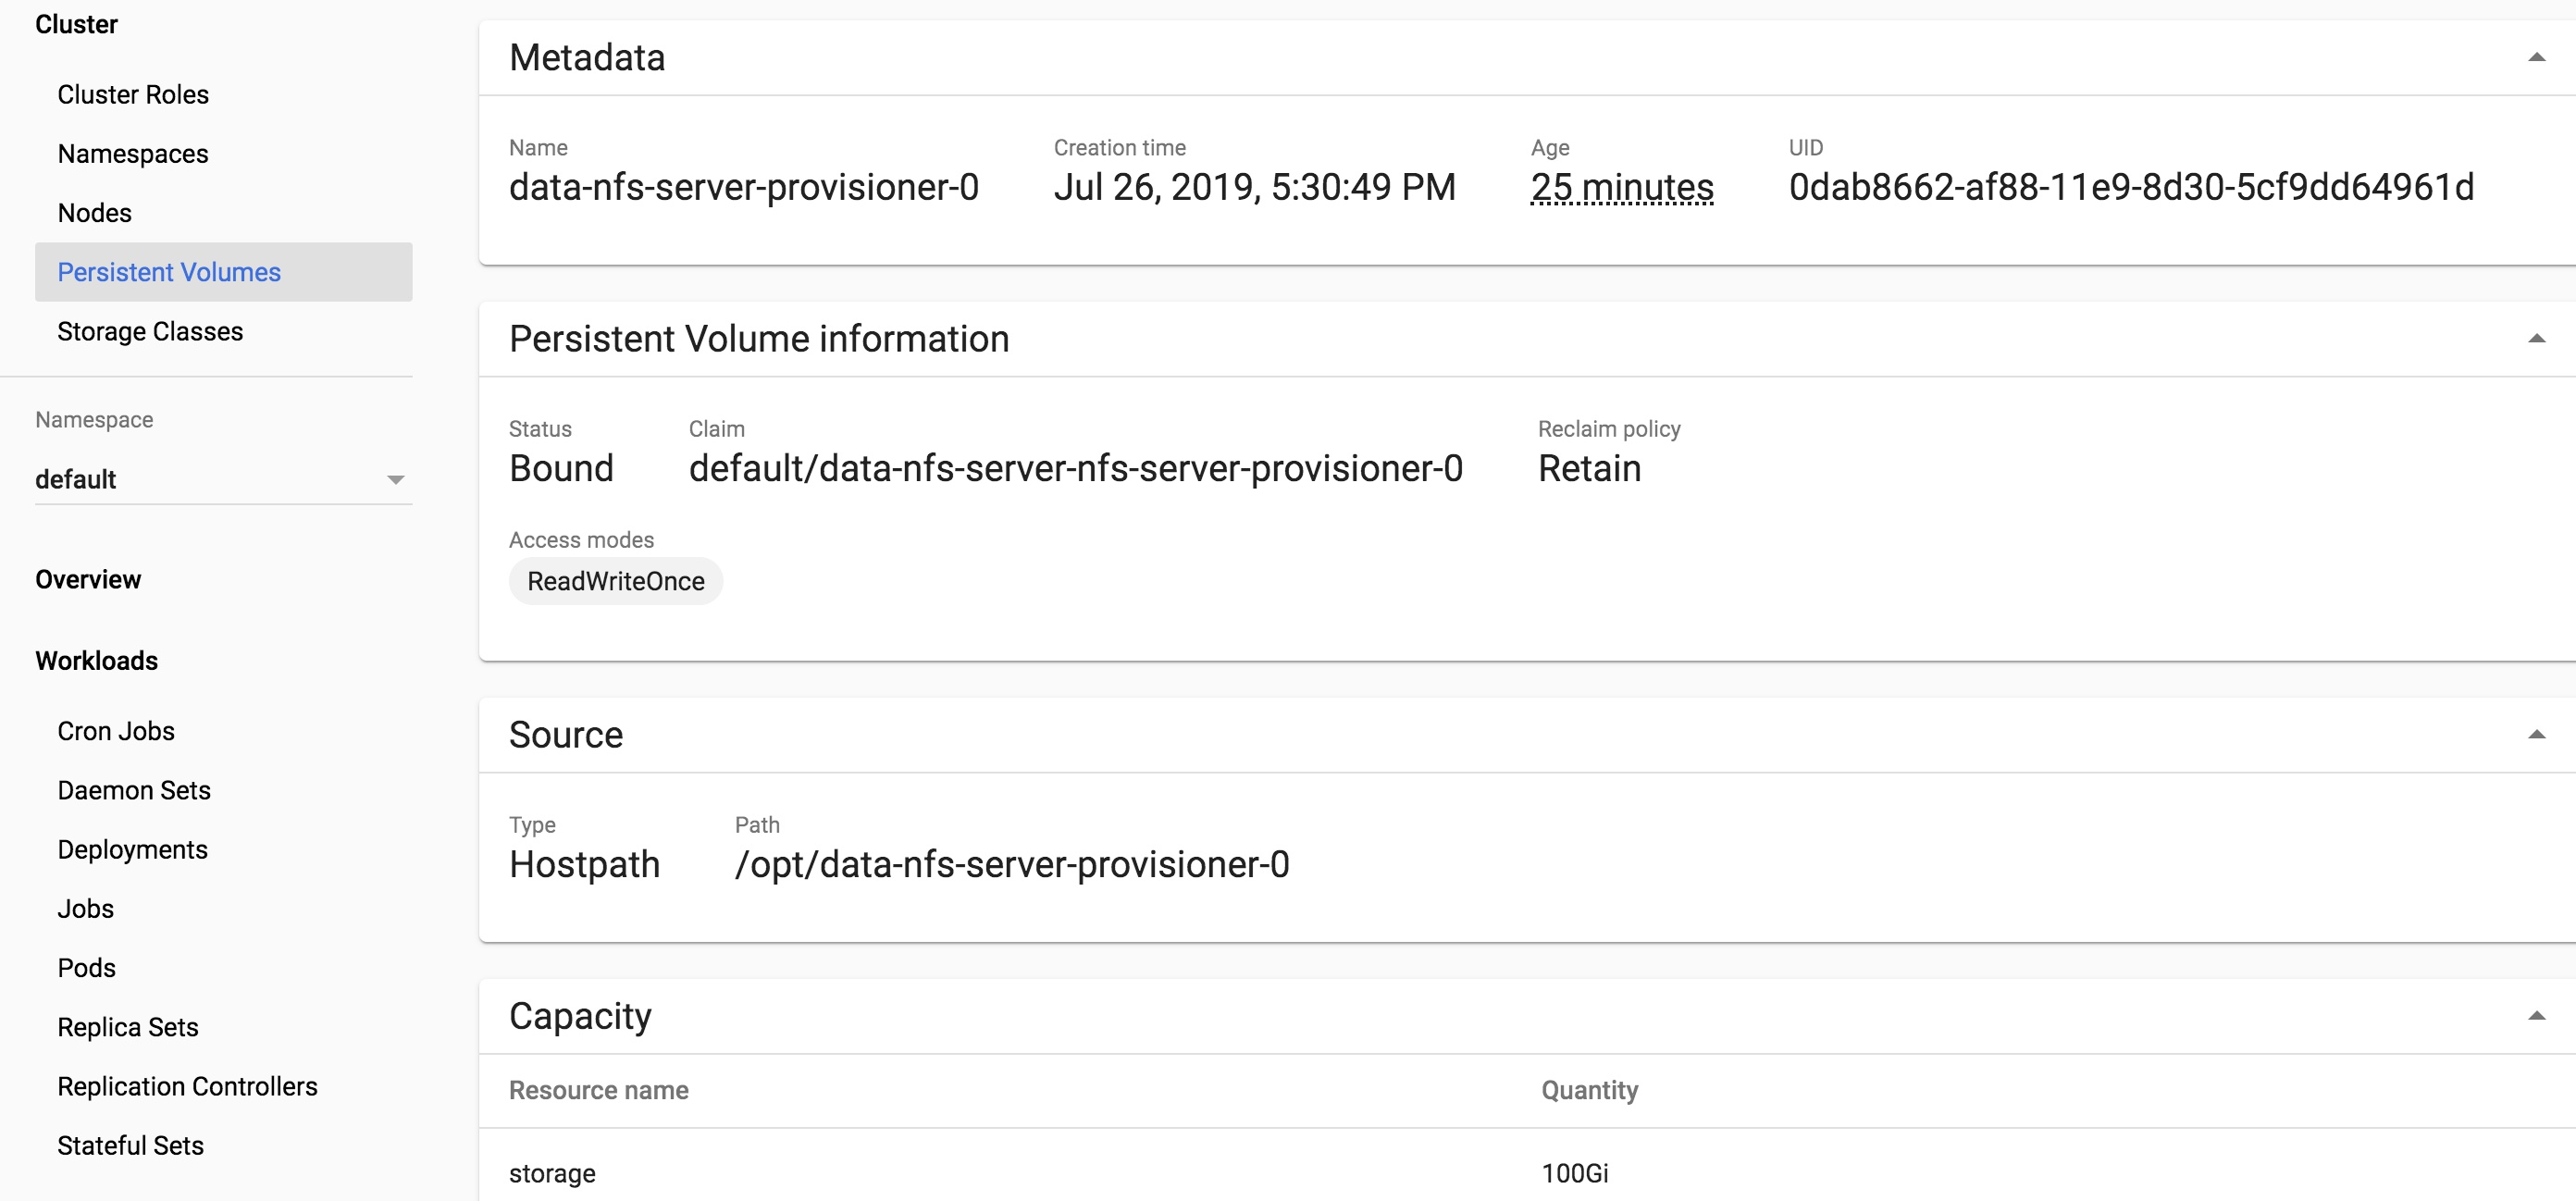 Cluster
Cluster Roles
Namespaces
Nodes
Persistent Volumes
Storage Classes
Namespace
default
Overview
Workloads
Cron Jobs
Daemon Sets
Deployments
Jobs
Pods
Replica Sets
Replication Controllers
Stateful Sets
Metadata
Name Creation time Age UID
data-nfs-server-provisioner-0 Jul 26, 2019, 5:30:49 PM 25 minutes 0dab8662-af88-11e9-8d30-5cf9dd64961d
Persistent Volume information
Status Claim Reclaim policy
Bound default/data-nfs-server-nfs-server-provisioner-0 Retain
Access modes
ReadWriteOnce
Source
Type Path
Hostpath /opt/data-nfs-server-provisioner-0
Capacity
Resource name Quantity
storage 100Gi